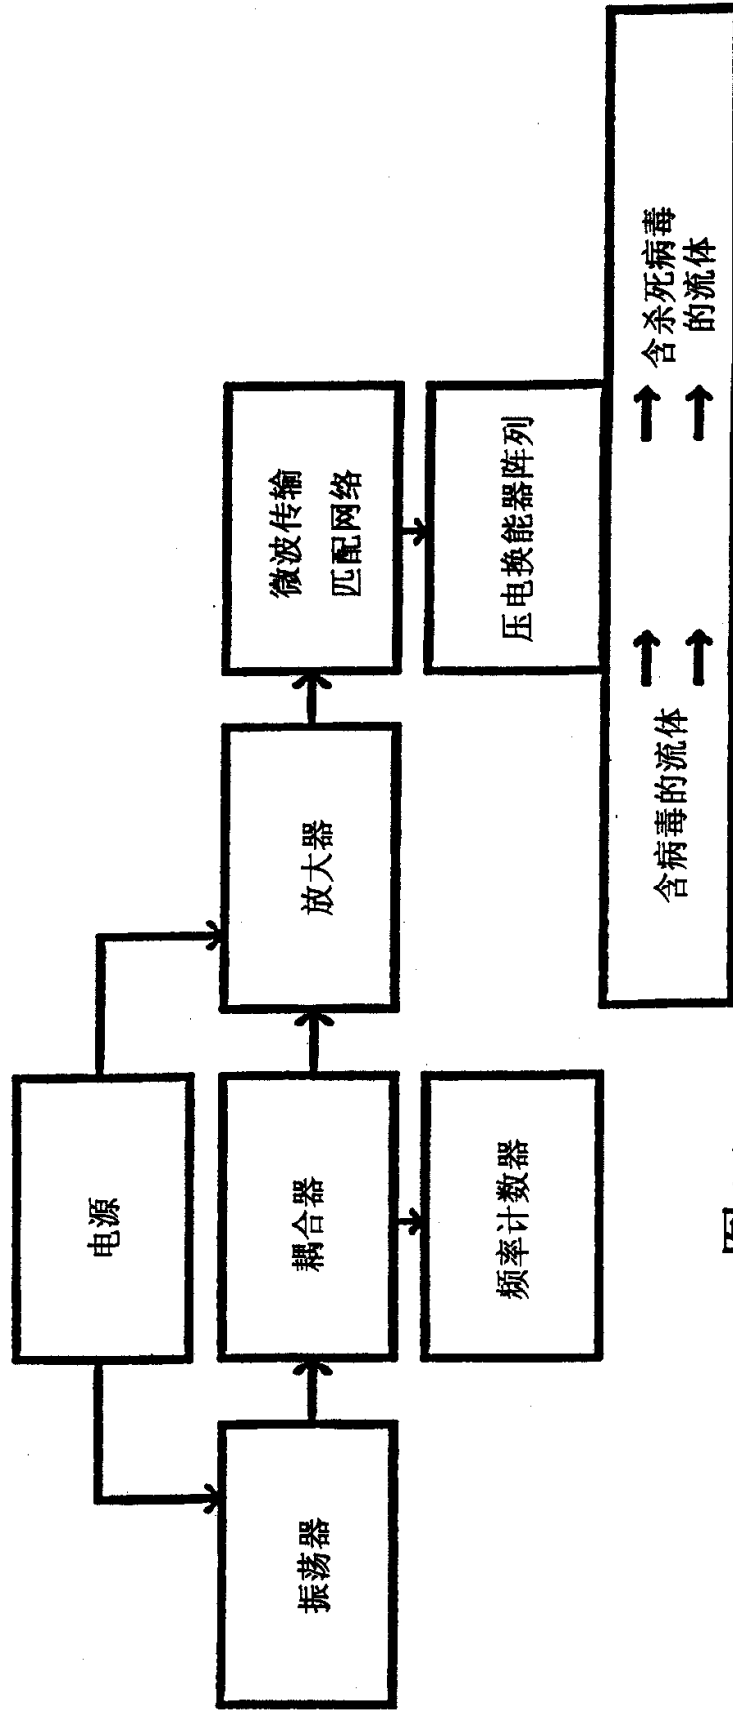 电源
振荡器
耦合器
放大器
微波传输
匹配网络
频率计数器
压电换能器阵列
含病毒的流体
含杀死病毒
的流体
图